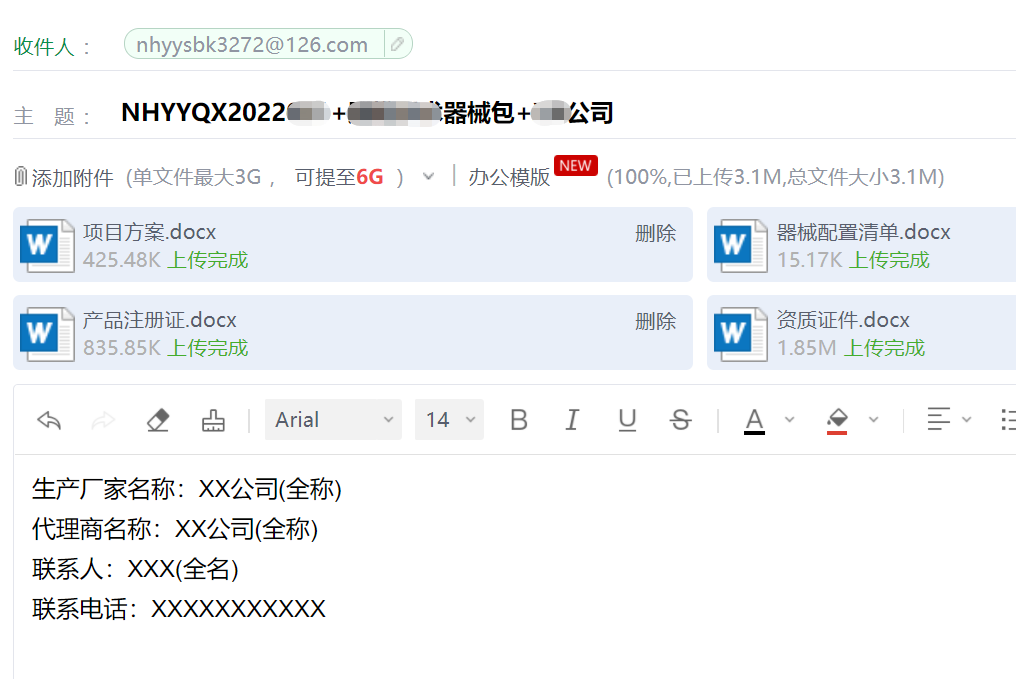 收件人：
nhyysbk3272@126.com
主 题：
NHYYQX2022 + 器械包+ 公司
添加附件 (单文件最大3G， 可提至6G ) | 办公模版 NEW (100%,已上传3.1M,总文件大小3.1M)
项目方案.docx 删除
425.48K 上传完成
器械配置清单.docx
15.17K 上传完成
产品注册证.docx 删除
835.85K 上传完成
资质证件.docx
1.85M 上传完成
Arial 14 B I U S A
生产厂家名称：XX公司(全称)
代理商名称：XX公司(全称)
联系人：XXX(全名)
联系电话：XXXXXXXXXXX